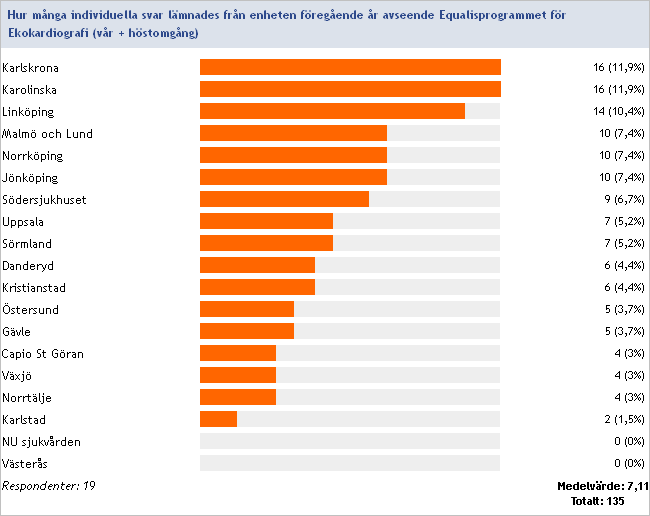 Hur många individuella svar lämnades från enheten föregående år avseende Equalisprogrammet för
Ekokardiografi (vår + höstomgång)
Karlskrona 16 (11,9%)
Karolinska 16 (11,9%)
Linköping 14 (10,4%)
Malmö och Lund 10 (7,4%)
Norrköping 10 (7,4%)
Jönköping 10 (7,4%)
Södersjukhuset 9 (6,7%)
Uppsala 7 (5,2%)
Sörmland 7 (5,2%)
Danderyd 6 (4,4%)
Kristianstad 6 (4,4%)
Östersund 5 (3,7%)
Gävle 5 (3,7%)
Capio St Göran 4 (3%)
Växjö 4 (3%)
Norrtälje 4 (3%)
Karlstad 2 (1,5%)
NU sjukvården 0 (0%)
Västerås 0 (0%)
Respondenter: 19 Medelvärde: 7,11
Totalt: 135